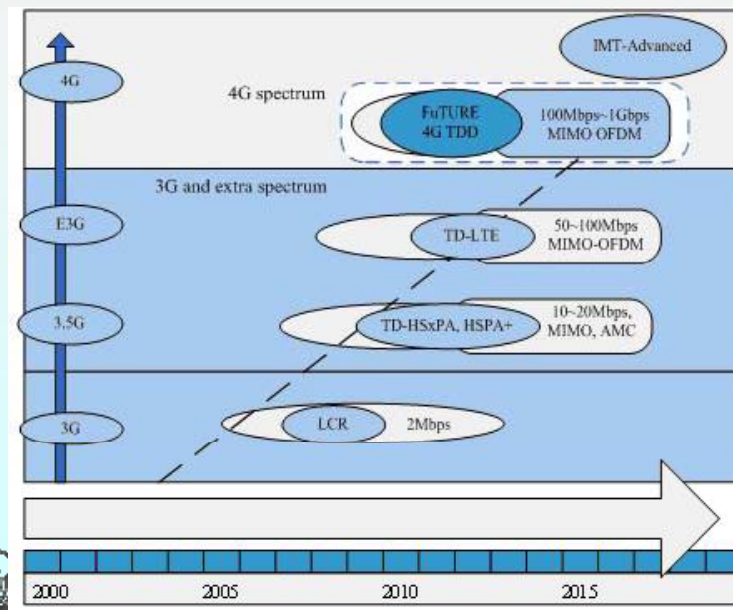 IMT-Advanced
4G
4G spectrum
FuTURE
4G TDD
100Mbps~1Gbps
MIMO OFDM
3G and extra spectrum
E3G
TD-LTE
50~100Mbps
MIMO-OFDM
3.5G
TD-HSxPA, HSPA+
10~20Mbps,
MIMO, AMC
3G
LCR
2Mbps
2000
2005
2010
2015